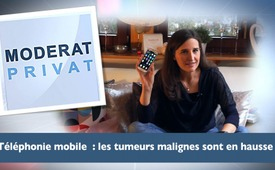 MODERAT
PRIVAT
Téléphonie mobile : les tumeurs malignes sont en hausse